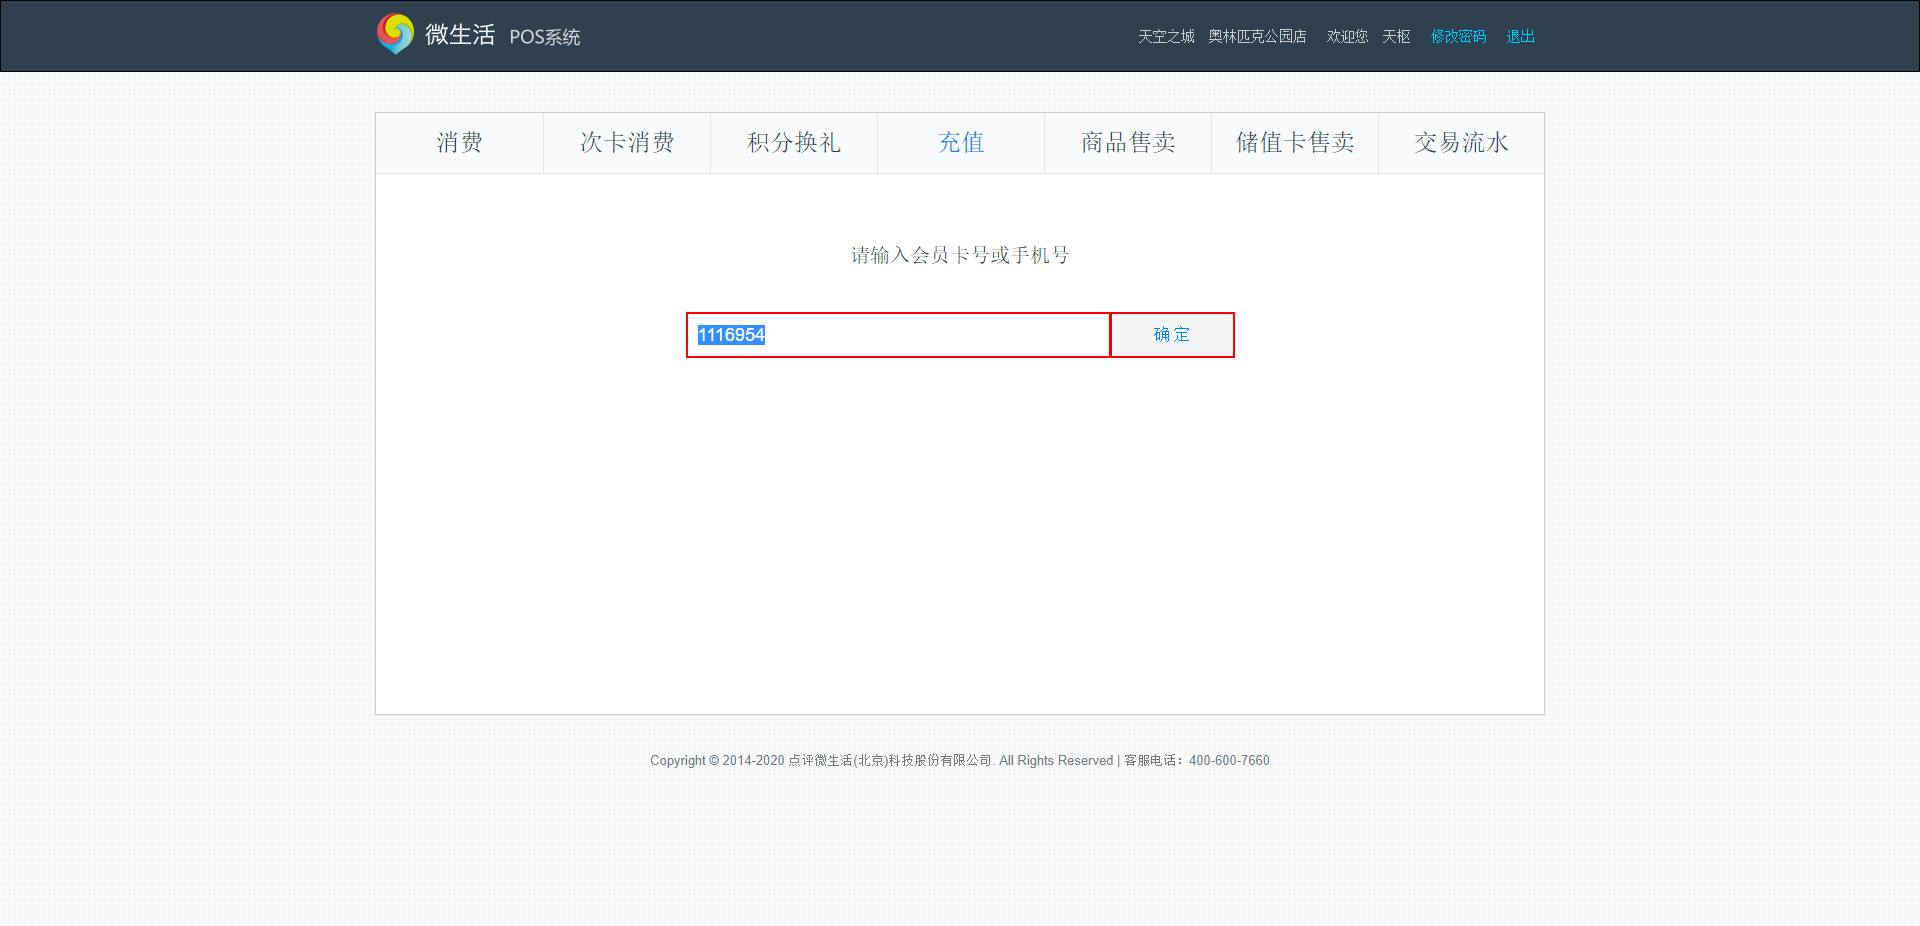 微生活 POS系统
天空之城 奥林匹克公园店 欢迎您 天枢 修改密码 退出
消费 次卡消费 积分换礼 充值 商品售卖 储值卡售卖 交易流水
请输入会员卡号或手机号
1116954 确定
Copyright © 2014-2020 点评微生活(北京)科技股份有限公司. All Rights Reserved | 客服电话：400-600-7660